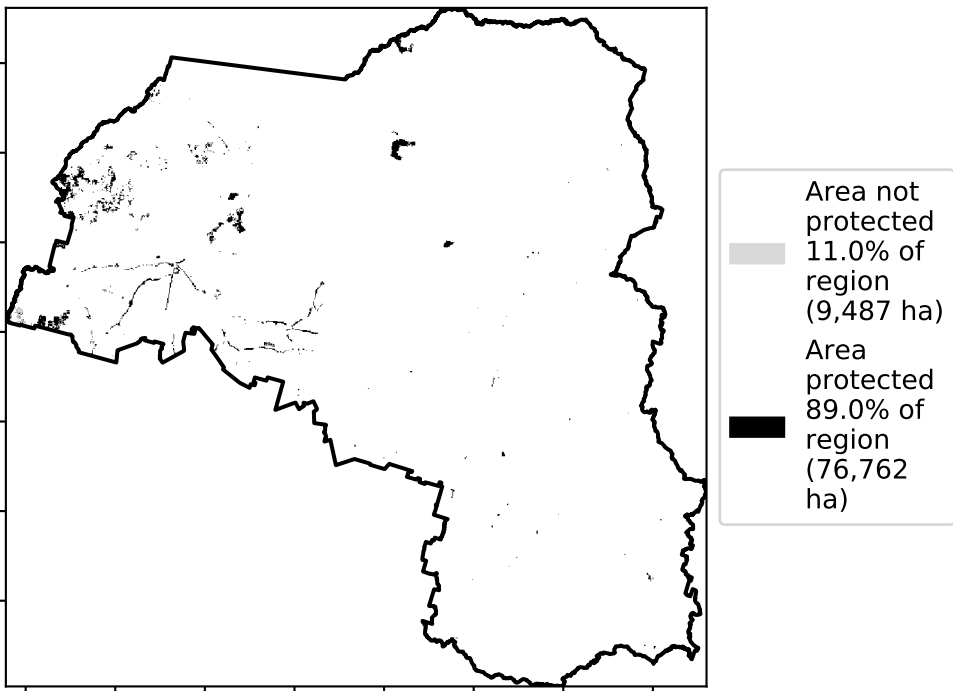 Area not
protected
11.0% of
region
(9,487 ha)
Area
protected
89.0% of
region
(76,762
ha)